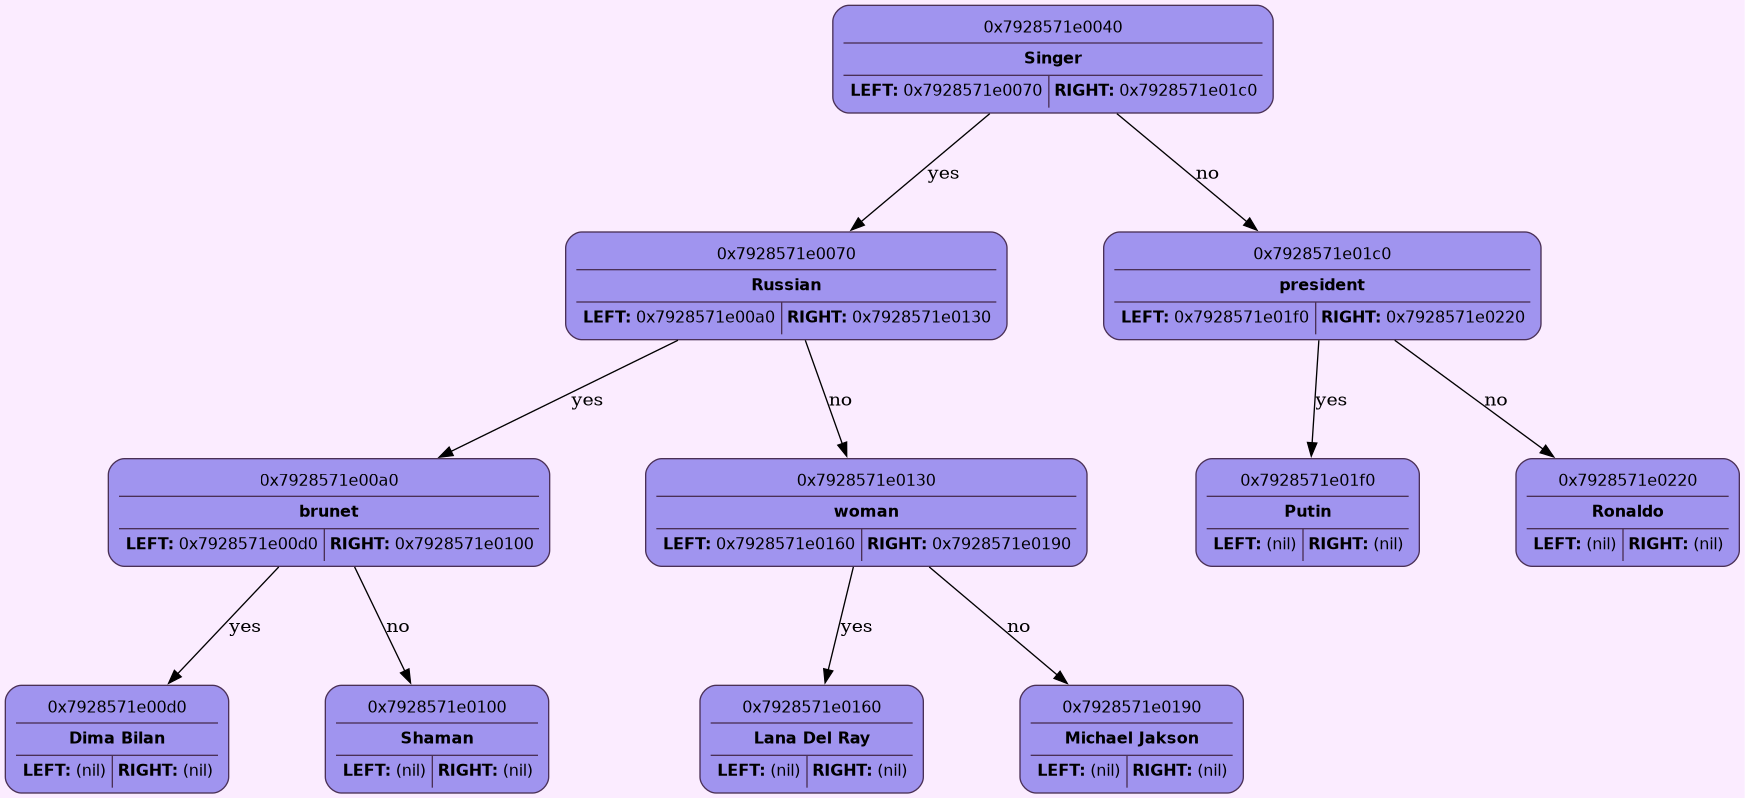 0x7928571e0040
Singer
LEFT: 0x7928571e0070 RIGHT: 0x7928571e01c0
yes
no
0x7928571e0070
Russian
LEFT: 0x7928571e00a0 RIGHT: 0x7928571e0130
0x7928571e01c0
president
LEFT: 0x7928571e01f0 RIGHT: 0x7928571e0220
yes
no
yes
no
0x7928571e00a0
brunet
LEFT: 0x7928571e00d0 RIGHT: 0x7928571e0100
0x7928571e0130
woman
LEFT: 0x7928571e0160 RIGHT: 0x7928571e0190
0x7928571e01f0
Putin
LEFT: (nil) RIGHT: (nil)
0x7928571e0220
Ronaldo
LEFT: (nil) RIGHT: (nil)
yes
no
yes
no
0x7928571e00d0
Dima Bilan
LEFT: (nil) RIGHT: (nil)
0x7928571e0100
Shaman
LEFT: (nil) RIGHT: (nil)
0x7928571e0160
Lana Del Ray
LEFT: (nil) RIGHT: (nil)
0x7928571e0190
Michael Jakson
LEFT: (nil) RIGHT: (nil)